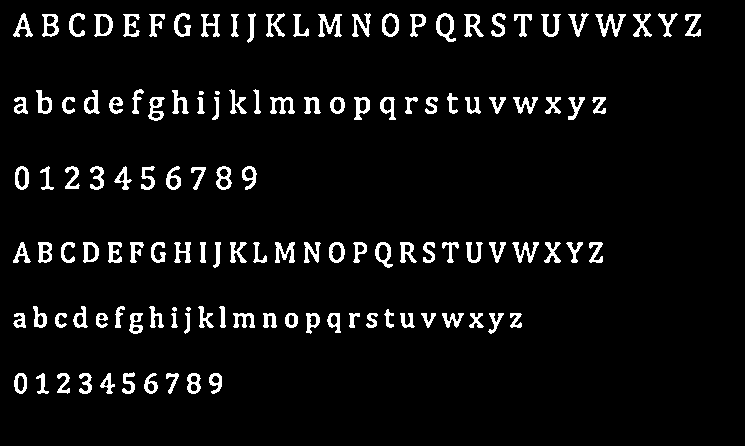 A B C D E F G H I J K L M N O P Q R S T U V W X Y Z
a b c d e f g h i j k l m n o p q r s t u v w x y z
0 1 2 3 4 5 6 7 8 9
A B C D E F G H I J K L M N O P Q R S T U V W X Y Z
a b c d e f g h i j k l m n o p q r s t u v w x y z
0 1 2 3 4 5 6 7 8 9